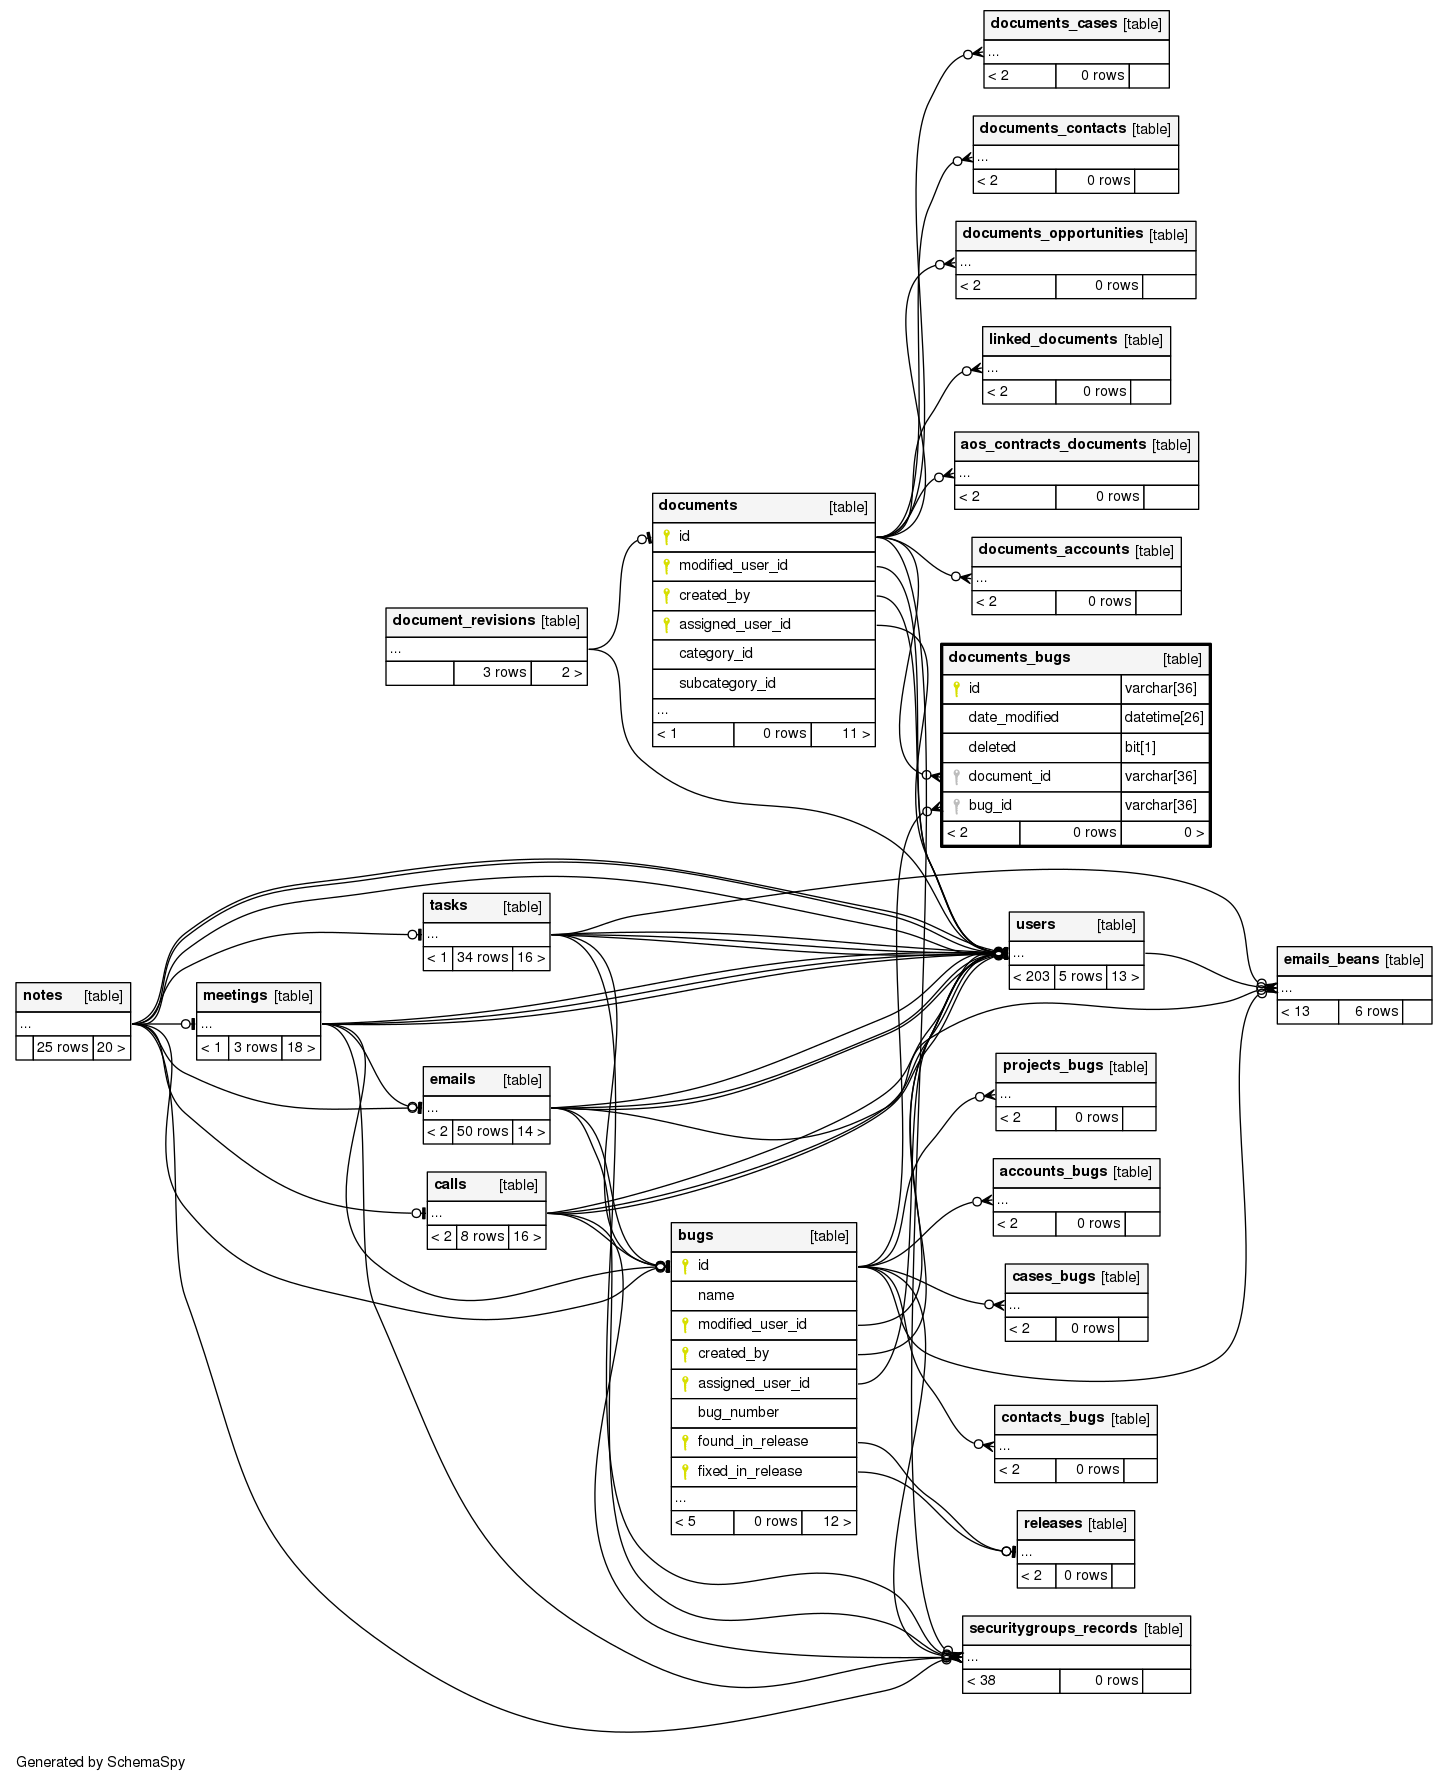 documents_cases [table]
...
< 2 0 rows
documents_contacts [table]
...
< 2 0 rows
documents_opportunities [table]
...
< 2 0 rows
linked_documents [table]
...
< 2 0 rows
aos_contracts_documents [table]
...
< 2 0 rows
documents [table]
id
modified_user_id
created_by
assigned_user_id
category_id
subcategory_id
...
< 1 0 rows 11 >
documents_accounts [table]
...
< 2 0 rows
document_revisions [table]
...
3 rows 2 >
documents_bugs [table]
id varchar[36]
date_modified datetime[26]
deleted bit[1]
document_id varchar[36]
bug_id varchar[36]
< 2 0 rows 0 >
tasks [table]
...
< 1 34 rows 16 >
users [table]
...
< 203 5 rows 13 >
emails_beans [table]
...
< 13 6 rows
notes [table]
...
25 rows 20 >
meetings [table]
...
< 1 3 rows 18 >
emails [table]
...
< 2 50 rows 14 >
projects_bugs [table]
...
< 2 0 rows
calls [table]
...
< 2 8 rows 16 >
accounts_bugs [table]
...
< 2 0 rows
bugs [table]
id
name
modified_user_id
created_by
assigned_user_id
bug_number
found_in_release
fixed_in_release
...
< 5 0 rows 12 >
cases_bugs [table]
...
< 2 0 rows
contacts_bugs [table]
...
< 2 0 rows
releases [table]
...
< 2 0 rows
securitygroups_records [table]
...
< 38 0 rows
Generated by SchemaSpy